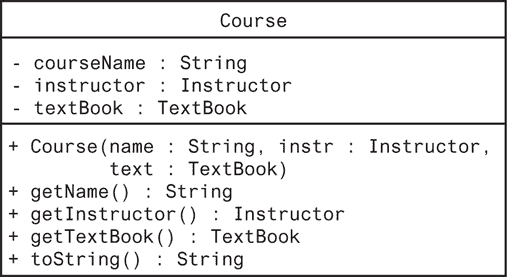 Course
- courseName : String
- instructor : Instructor
- textBook : TextBook
+ Course(name : String, instr : Instructor,
text : TextBook)
+ getName() : String
+ getInstructor() : Instructor
+ getTextBook() : TextBook
+ toString() : String